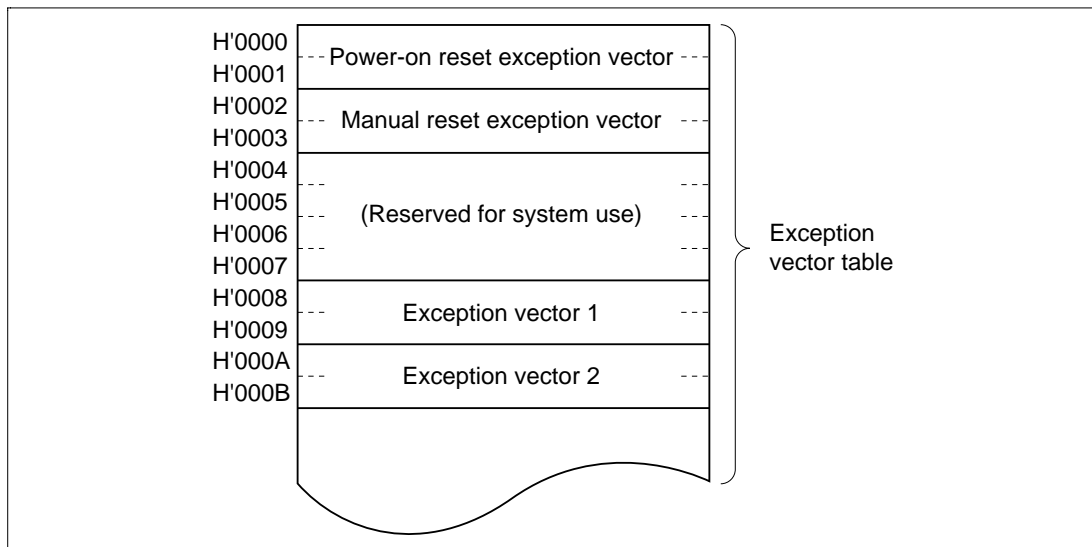 H'0000
H'0001
Power-on reset exception vector
H'0002
H'0003
Manual reset exception vector
H'0004
H'0005
H'0006
H'0007
(Reserved for system use)
H'0008
H'0009
Exception vector 1
H'000A
H'000B
Exception vector 2
Exception
vector table